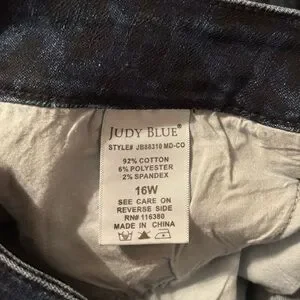 JUDY BLUE®
STYLE# JB88310 MD-CO
92% COTTON
6% POLYESTER
2% SPANDEX
16W
SEE CARE ON
REVERSE SIDE
RN# 116380
MADE IN CHINA